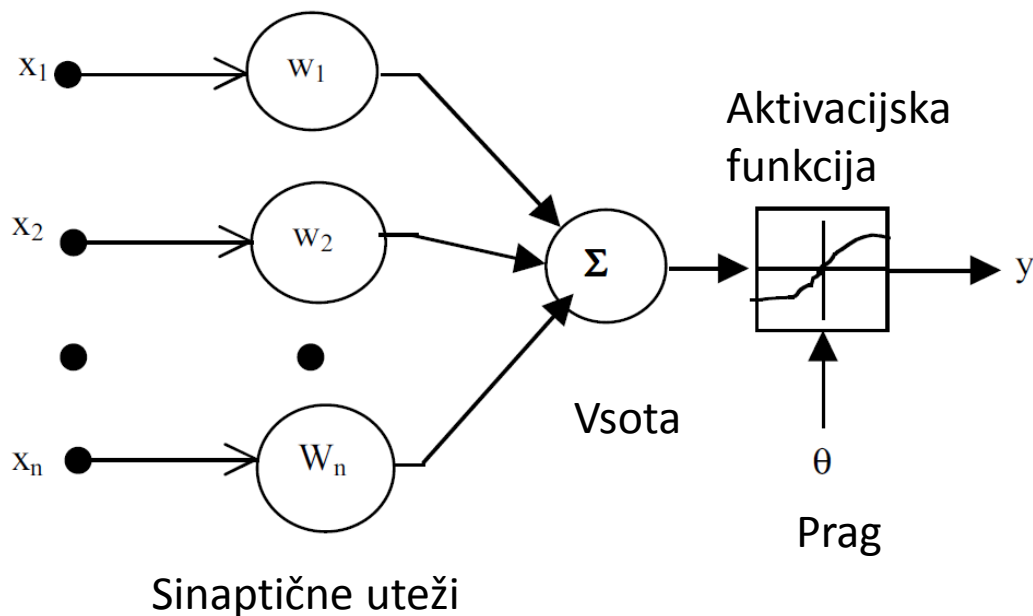 x₁
w₁
Aktivacijska
funkcija
x₂
w₂
Σ
y
Vsota
xₙ
Wₙ
θ
Prag
Sinaptične uteži